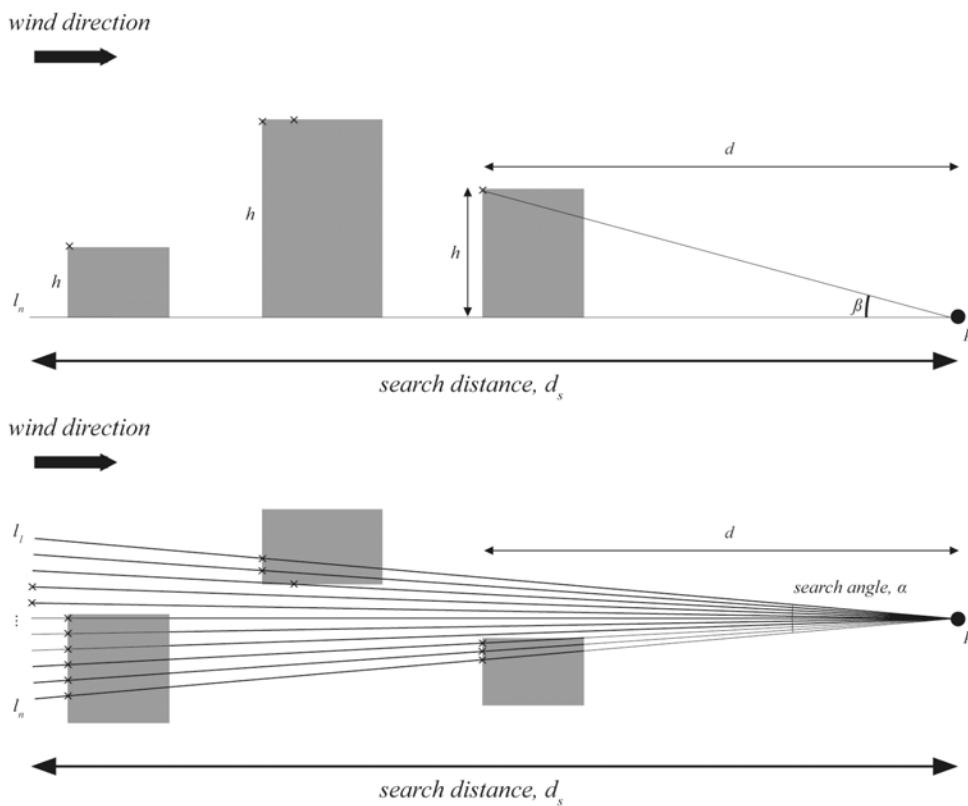 wind direction
d
h
h
h
l_n
β
search distance, d_s
wind direction
l_1
d
search angle, α
⋮
l_n
search distance, d_s